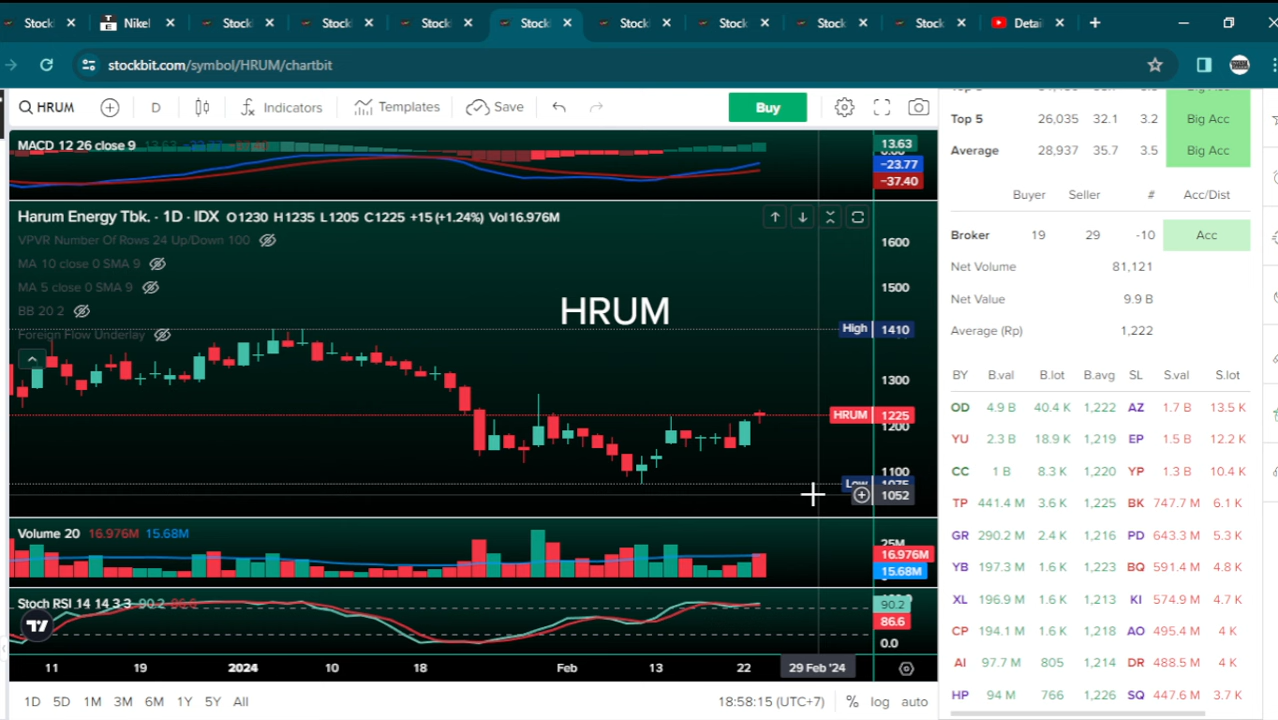 Stock
Nikel
Stockl
Stockl
Stockl
Stockl
Stockl
Stockl
Stockl
Stockl
Detai
stockbit.com/symbol/HRUM/chartbit
HRUM
D
Indicators
Templates
Save
Buy
MACD 12 26 close 9
13.63
-23.77
-37.40
Harum Energy Tbk. · 1D · IDX O1230 H1235 L1205 C1225 +15 (+1.24%) Vol16.976M
VPVR Number Of Rows 24 Up/Down 100
MA 10 close 0 SMA 9
MA 5 close 0 SMA 9
BB 20 2
Foreign Flow Underlay
HRUM
1600
1500
High 1410
1300
HRUM 1225
1200
1100
Low 1075
1052
Volume 20 16.976M 15.68M
25M
16.976M
15.68M
Stoch RSI 14 14 3 3 90.2 86.6
90.2
86.6
0.0
11 19 2024 10 18 Feb 13 22 29 Feb '24
1D 5D 1M 3M 6M 1Y 5Y All
18:58:15 (UTC+7) % log auto
Top 5 26,035 32.1 3.2 Big Acc
Average 28,937 35.7 3.5 Big Acc
Buyer Seller # Acc/Dist
Broker 19 29 -10 Acc
Net Volume 81,121
Net Value 9.9 B
Average (Rp) 1,222
BY B.val B.lot B.avg SL S.val S.lot
OD 4.9 B 40.4 K 1,222 AZ 1.7 B 13.5 K
YU 2.3 B 18.9 K 1,219 EP 1.5 B 12.2 K
CC 1 B 8.3 K 1,220 YP 1.3 B 10.4 K
TP 441.4 M 3.6 K 1,225 BK 747.7 M 6.1 K
GR 290.2 M 2.4 K 1,216 PD 643.3 M 5.3 K
YB 197.3 M 1.6 K 1,223 BQ 591.4 M 4.8 K
XL 196.9 M 1.6 K 1,213 KI 574.9 M 4.7 K
CP 194.1 M 1.6 K 1,218 AO 495.4 M 4 K
AI 97.7 M 805 1,214 DR 488.5 M 4 K
HP 94 M 766 1,226 SQ 447.6 M 3.7 K